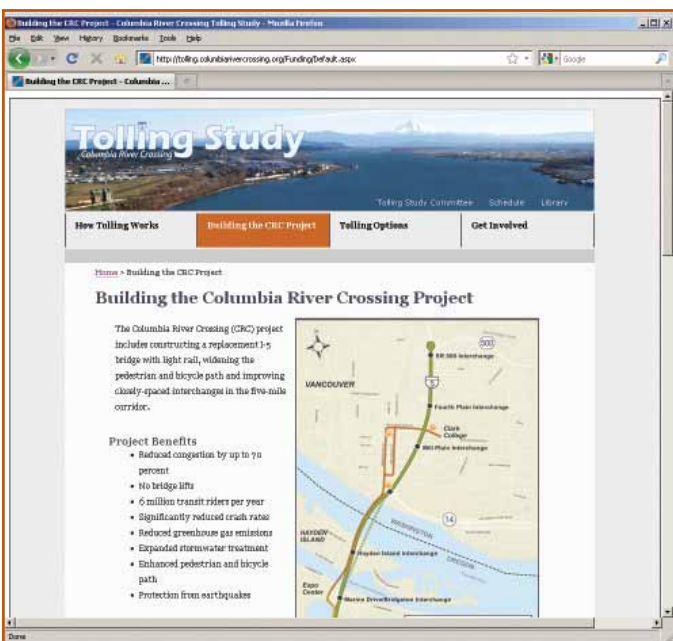 Building the CRC Project - Columbia River Crossing Tolling Study - Mozilla Firefox
File Edit View History Bookmarks Tools Help
http://tolling.columbiarivercrossing.org/Funding/Default.aspx
Google
Building the CRC Project - Columbia ...
Tolling Study
Columbia River Crossing
Tolling Study Committee Schedule Library
How Tolling Works Building the CRC Project Tolling Options Get Involved
Home > Building the CRC Project
Building the Columbia River Crossing Project
The Columbia River Crossing (CRC) project
includes constructing a replacement I-5
bridge with light rail, widening the
pedestrian and bicycle path and improving
closely-spaced interchanges in the five-mile
corridor.
Project Benefits
• Reduced congestion by up to 70
percent
• No bridge lifts
• 6 million transit riders per year
• Significantly reduced crash rates
• Reduced greenhouse gas emissions
• Expanded stormwater treatment
• Enhanced pedestrian and bicycle
path
• Protection from earthquakes
500
SR 500 Interchange
5
VANCOUVER
Fourth Plain Interchange
Clark
College
Mill Plain Interchange
14
WASHINGTON
OREGON
HAYDEN
ISLAND
Hayden Island Interchange
Expo
Center
Marine Drive/Bridgeton Interchange
Done